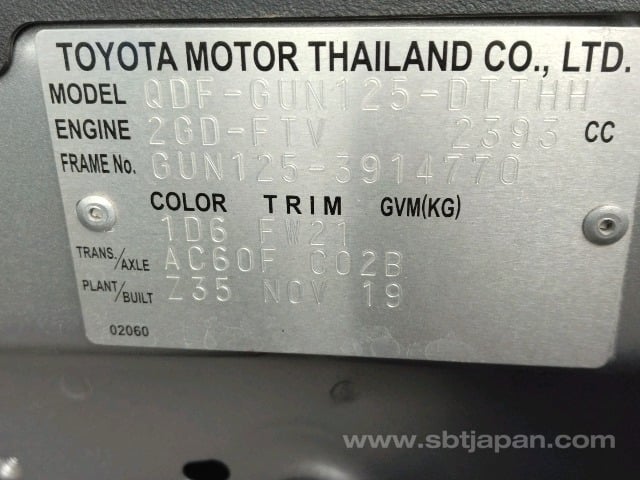 TOYOTA MOTOR THAILAND CO., LTD.
MODEL QDF-GUN125-DTTHH
ENGINE 2GD-FTV 2393 CC
FRAME No. GUN125-3914770
COLOR TRIM GVM(KG)
1D6 FW21
TRANS./AXLE AC60F C02B
PLANT/BUILT Z35 NOV 19
02060
www.sbtjapan.com